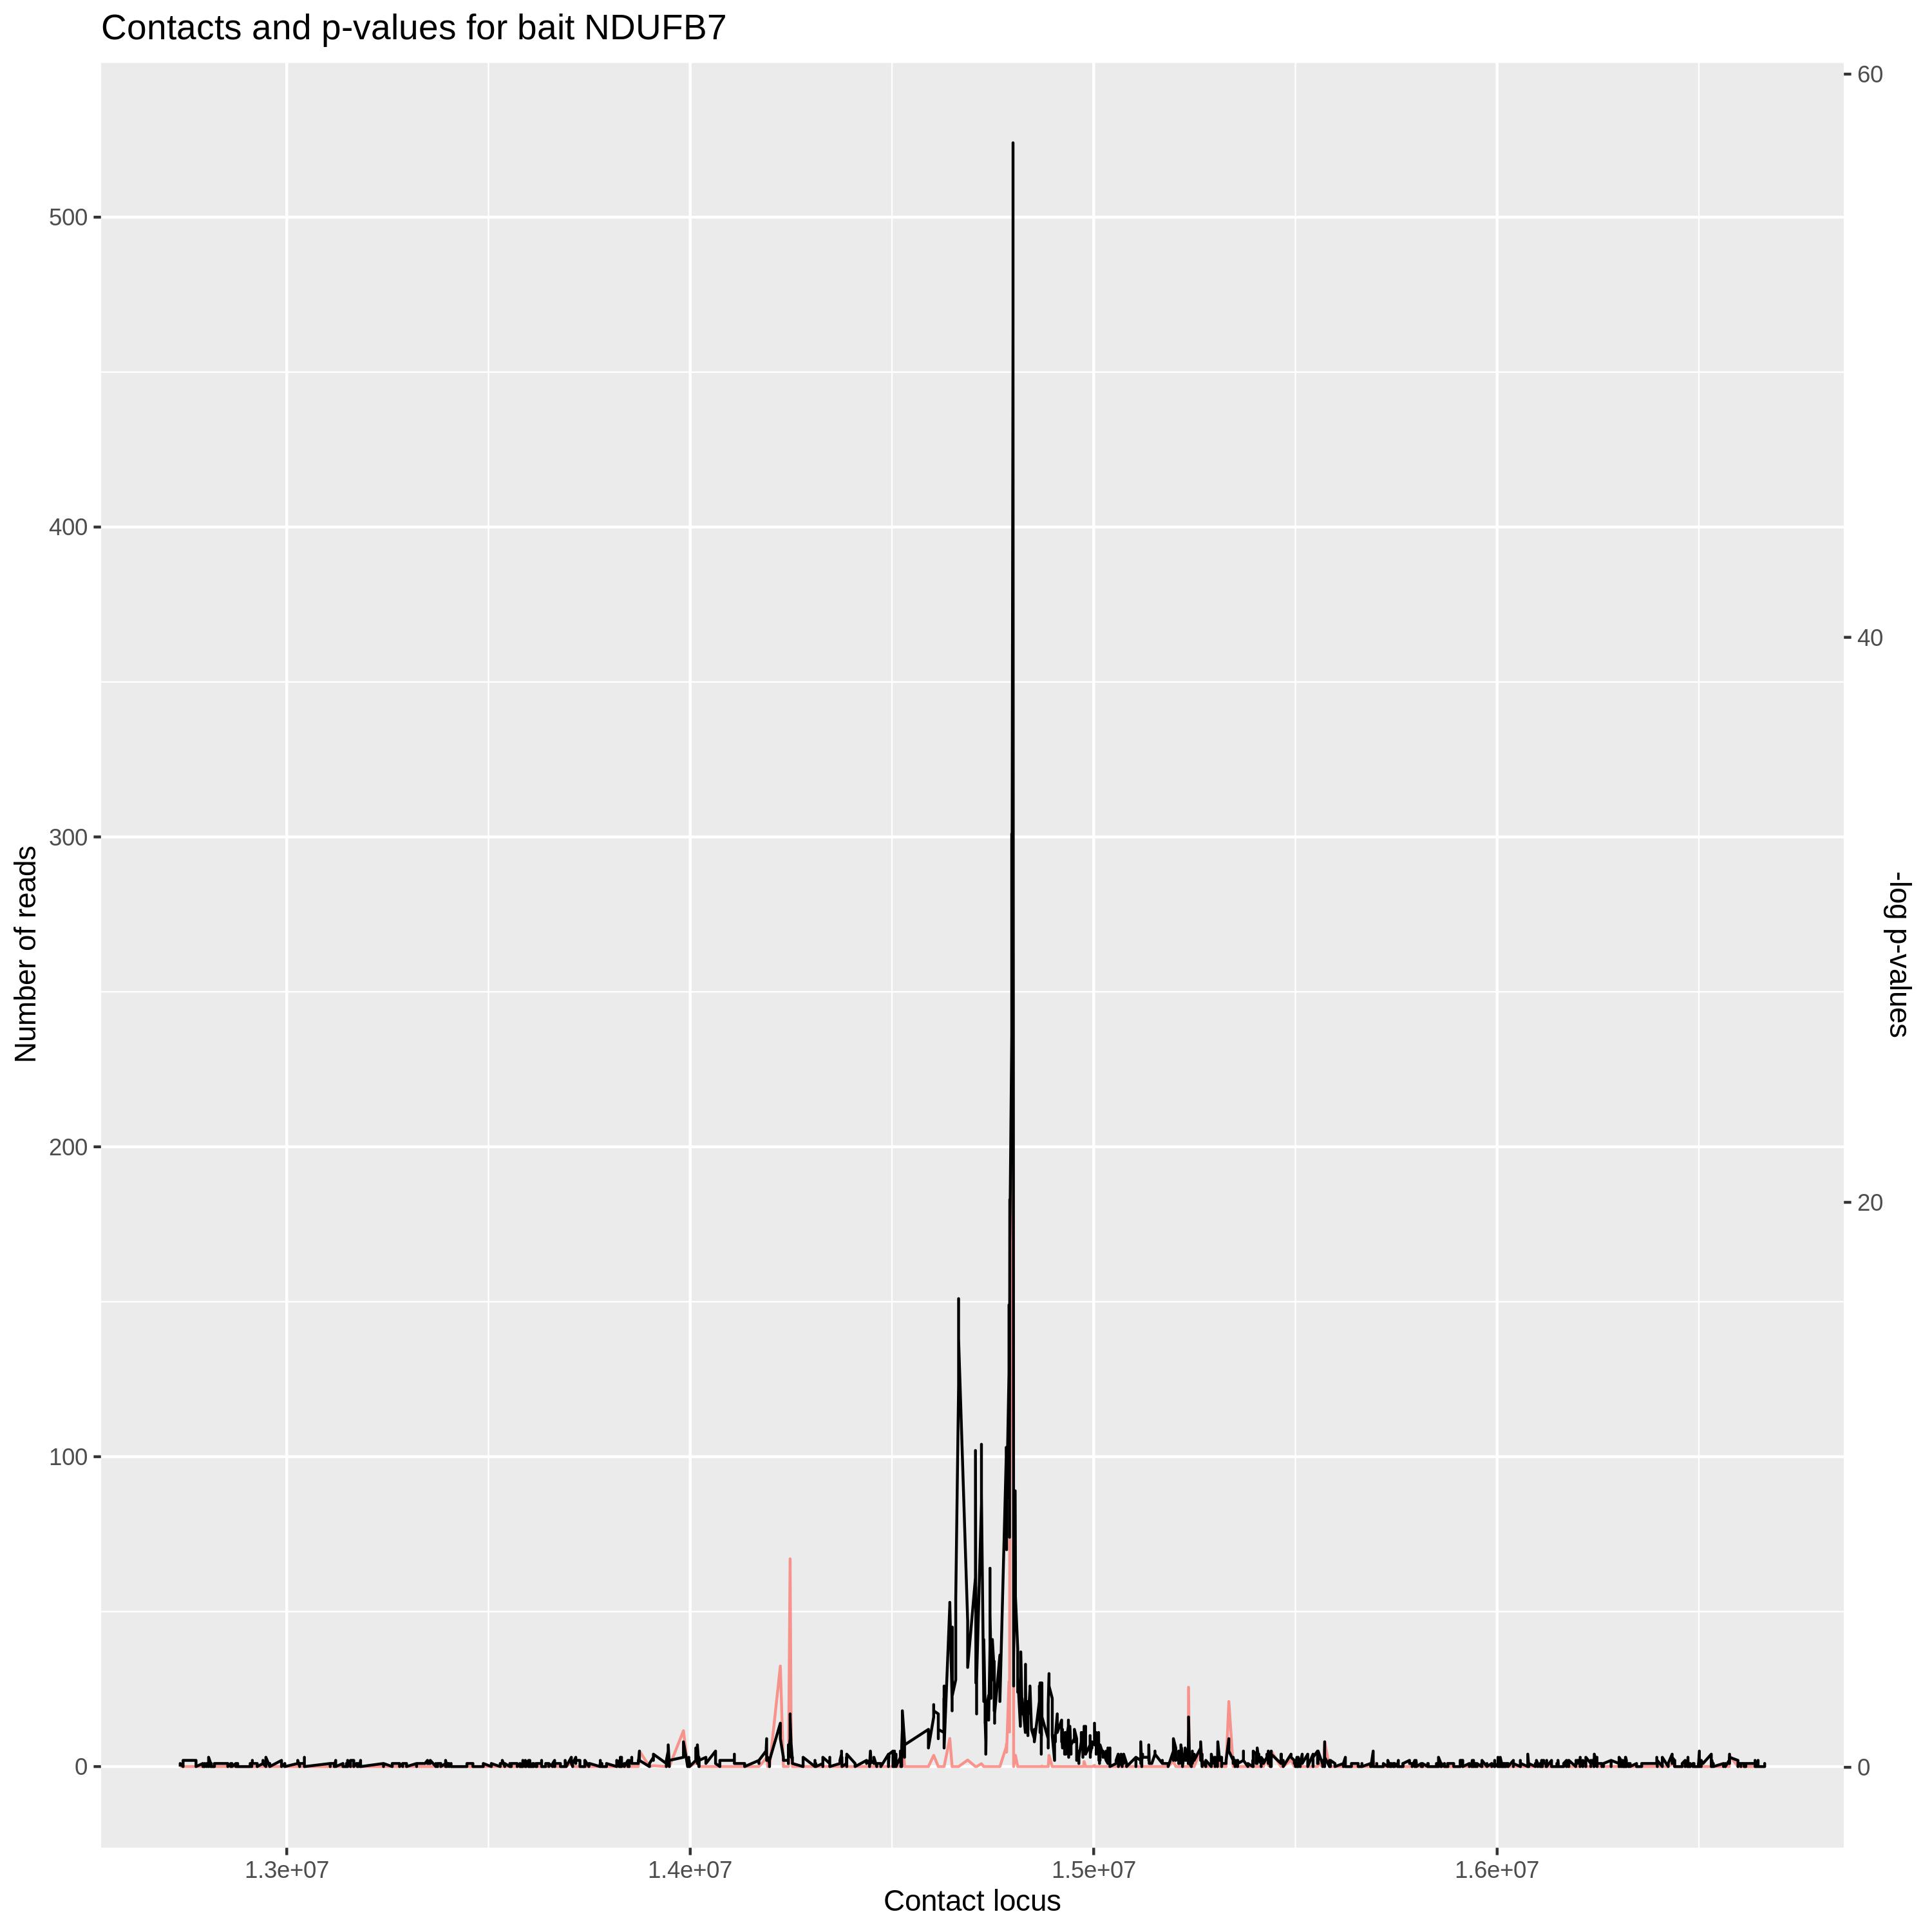 Contacts and p-values for bait NDUFB7
60
500
400
40
300
Number of reads
-log p-values
200
20
100
0
0
1.3e+07
1.4e+07
1.5e+07
1.6e+07
Contact locus